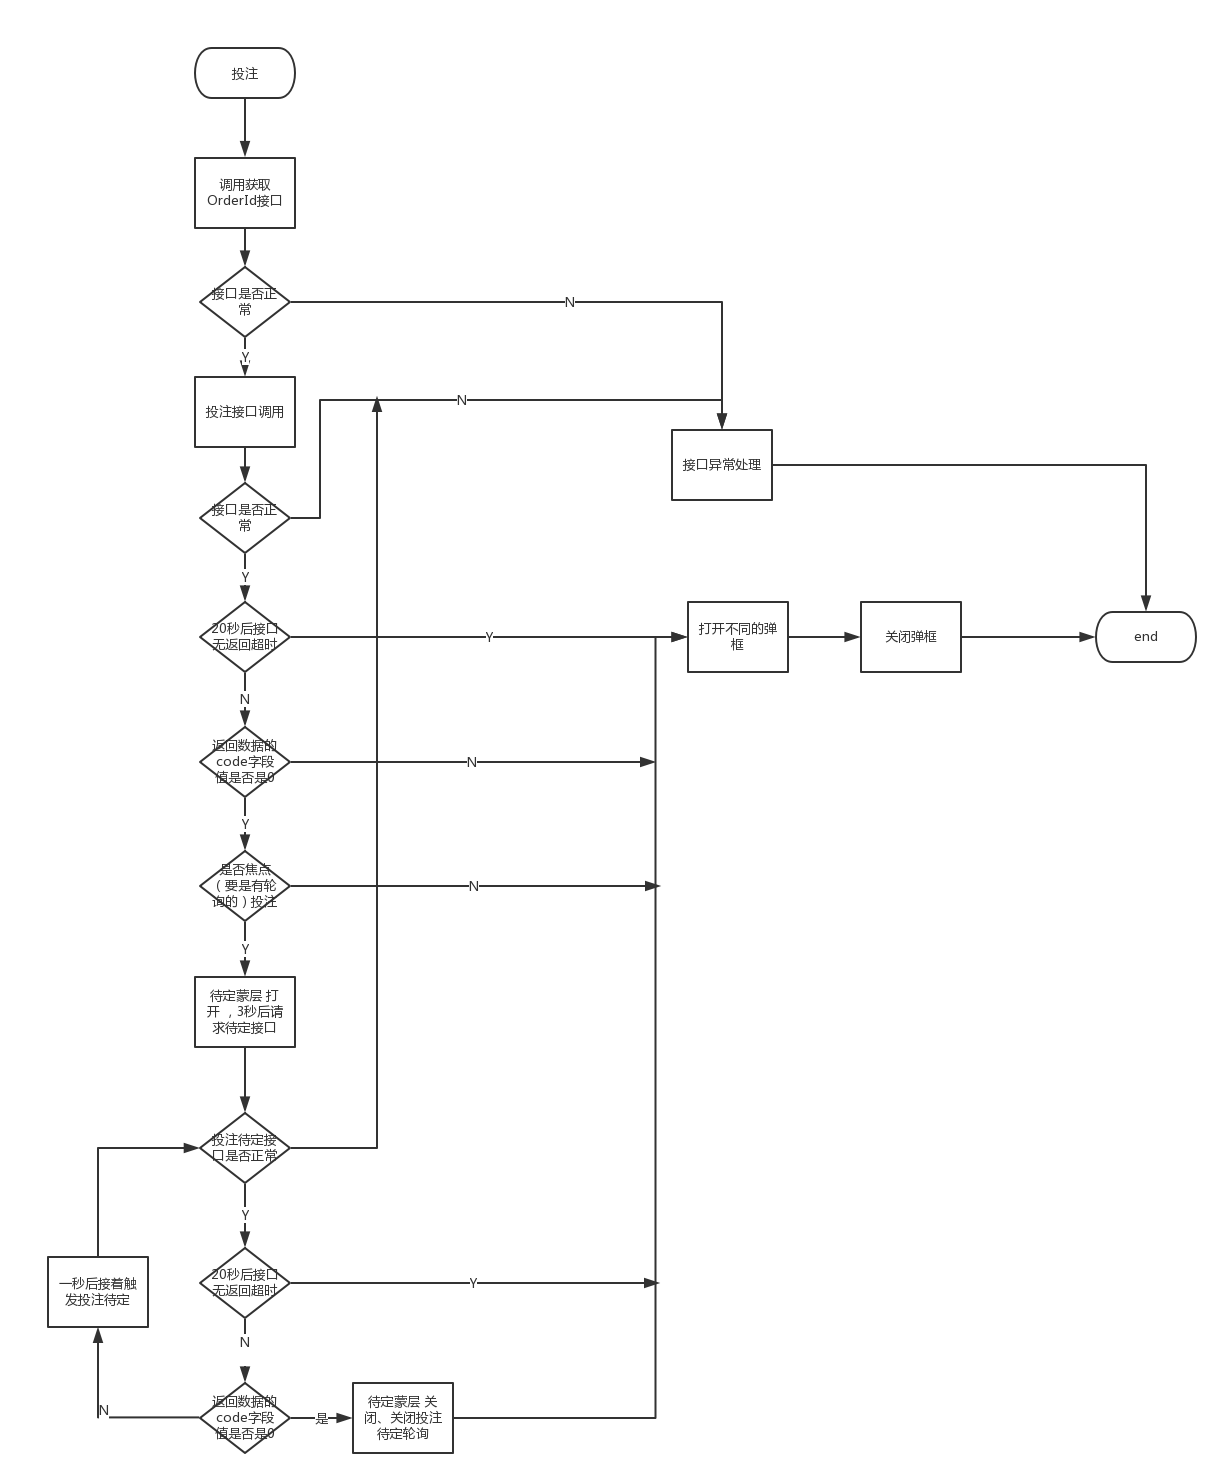 投注
调用获取
OrderId接口
接口是否正
常
N
Y
投注接口调用
N
接口异常处理
接口是否正
常
Y
20秒后接口
无返回超时
Y
打开不同的弹
框
关闭弹框
end
N
返回数据的
code字段
值是否是0
N
Y
是否焦点
（要是有轮
询的）投注
N
Y
待定蒙层 打
开 ，3秒后请
求待定接口
投注待定接
口是否正常
Y
一秒后接着触
发投注待定
20秒后接口
无返回超时
Y
N
N
返回数据的
code字段
值是否是0
是
待定蒙层 关
闭、关闭投注
待定轮询